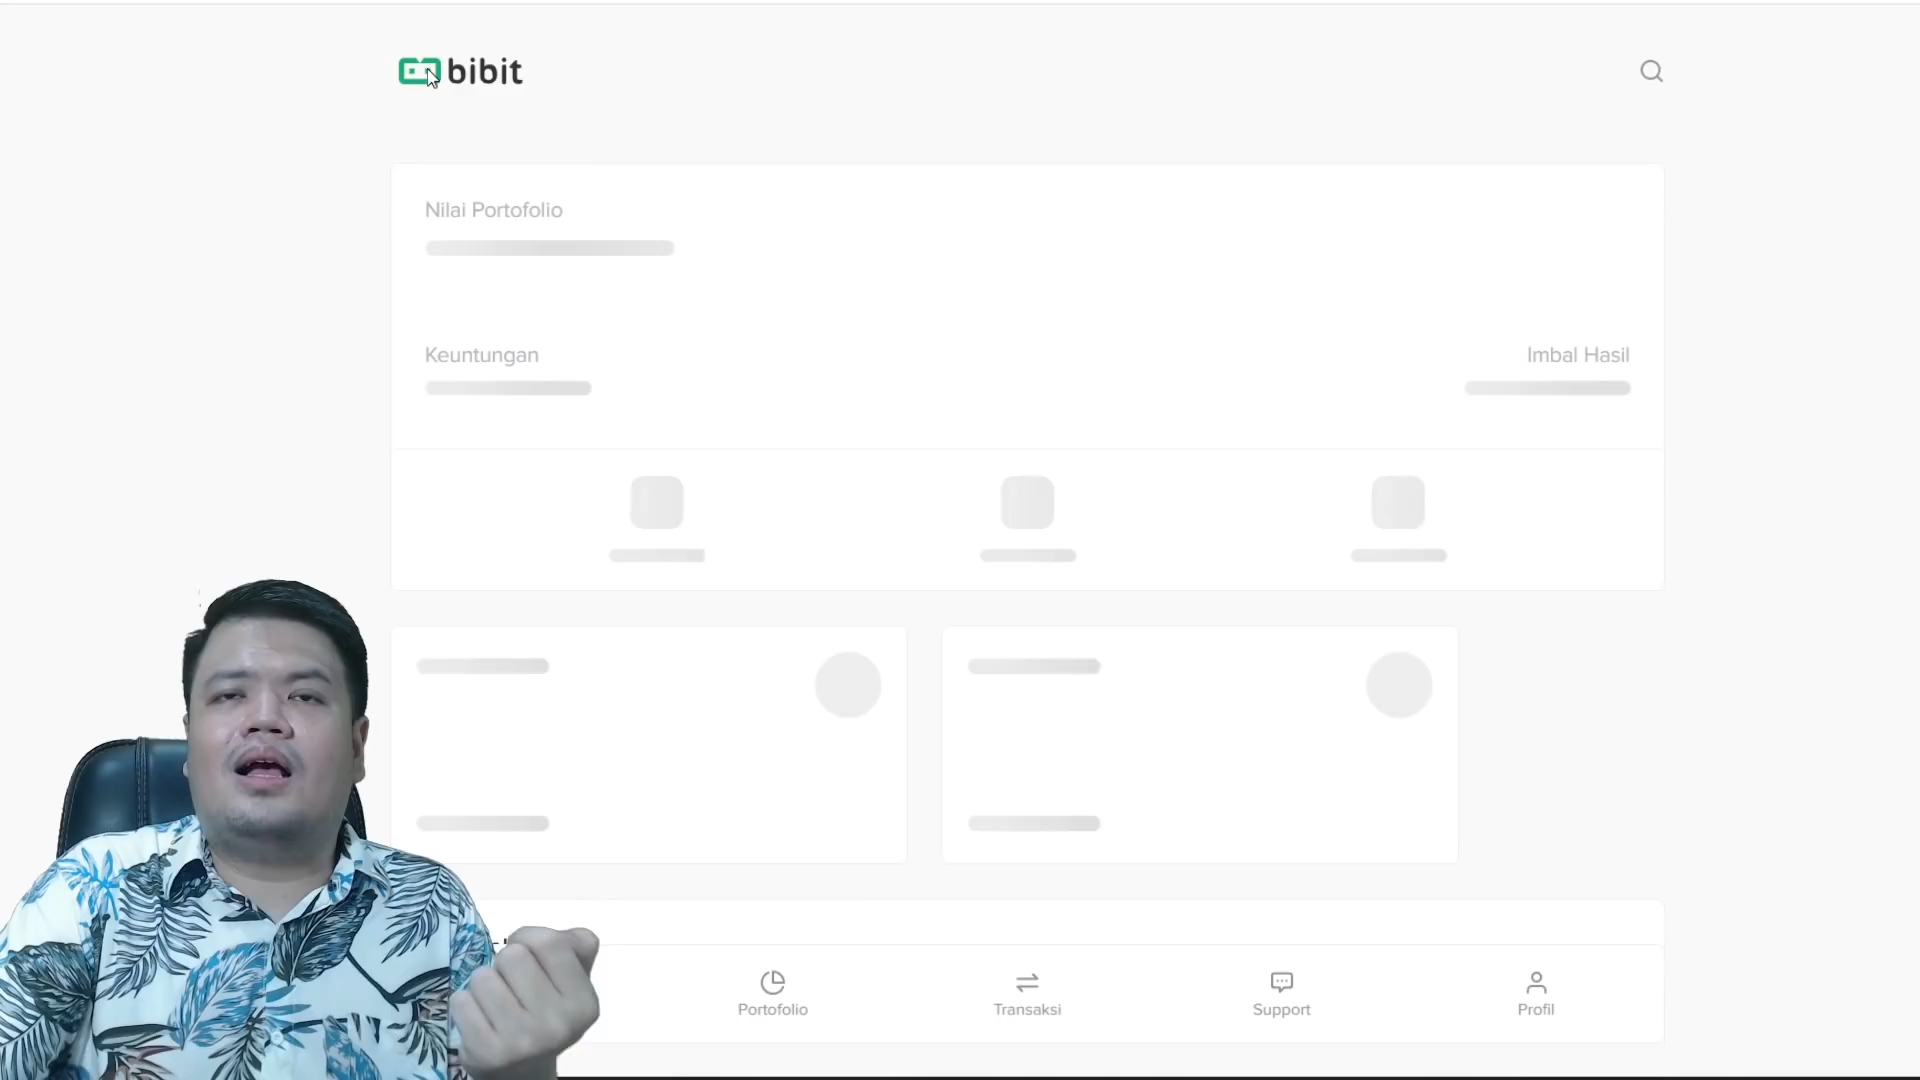 bibit
Nilai Portofolio
Keuntungan
Imbal Hasil
Portofolio
Transaksi
Support
Profil